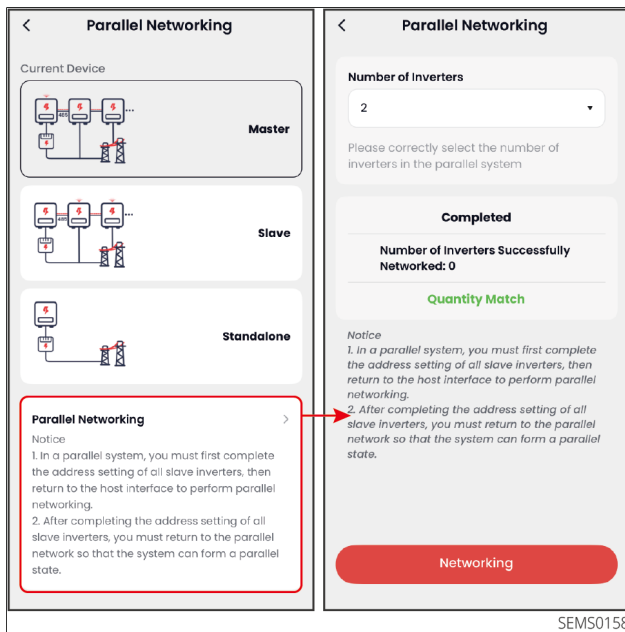 Parallel Networking
Current Device
485
Master
485
Slave
Standalone
Parallel Networking
Notice
1. In a parallel system, you must first complete
the address setting of all slave inverters, then
return to the host interface to perform parallel
networking.
2. After completing the address setting of all
slave inverters, you must return to the parallel
network so that the system can form a parallel
state.
Parallel Networking
Number of Inverters
2
Please correctly select the number of
inverters in the parallel system
Completed
Number of Inverters Successfully
Networked: 0
Quantity Match
Notice
1. In a parallel system, you must first complete
the address setting of all slave inverters, then
return to the host interface to perform parallel
networking.
2. After completing the address setting of all
slave inverters, you must return to the parallel
network so that the system can form a parallel
state.
Networking
SEMS0158